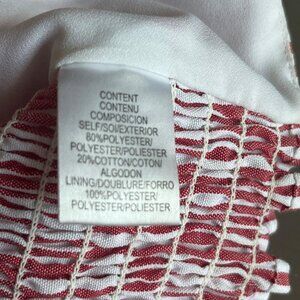 CONTENT
CONTENU
COMPOSICION
SELF/SOI/EXTERIOR
80%POLYESTER/
POLYESTER/POLIESTER
20%COTTON/COTON/
ALGODON
LINING/DOUBLURE/FORRO
100%POLYESTER/
POLYESTER/POLIESTER